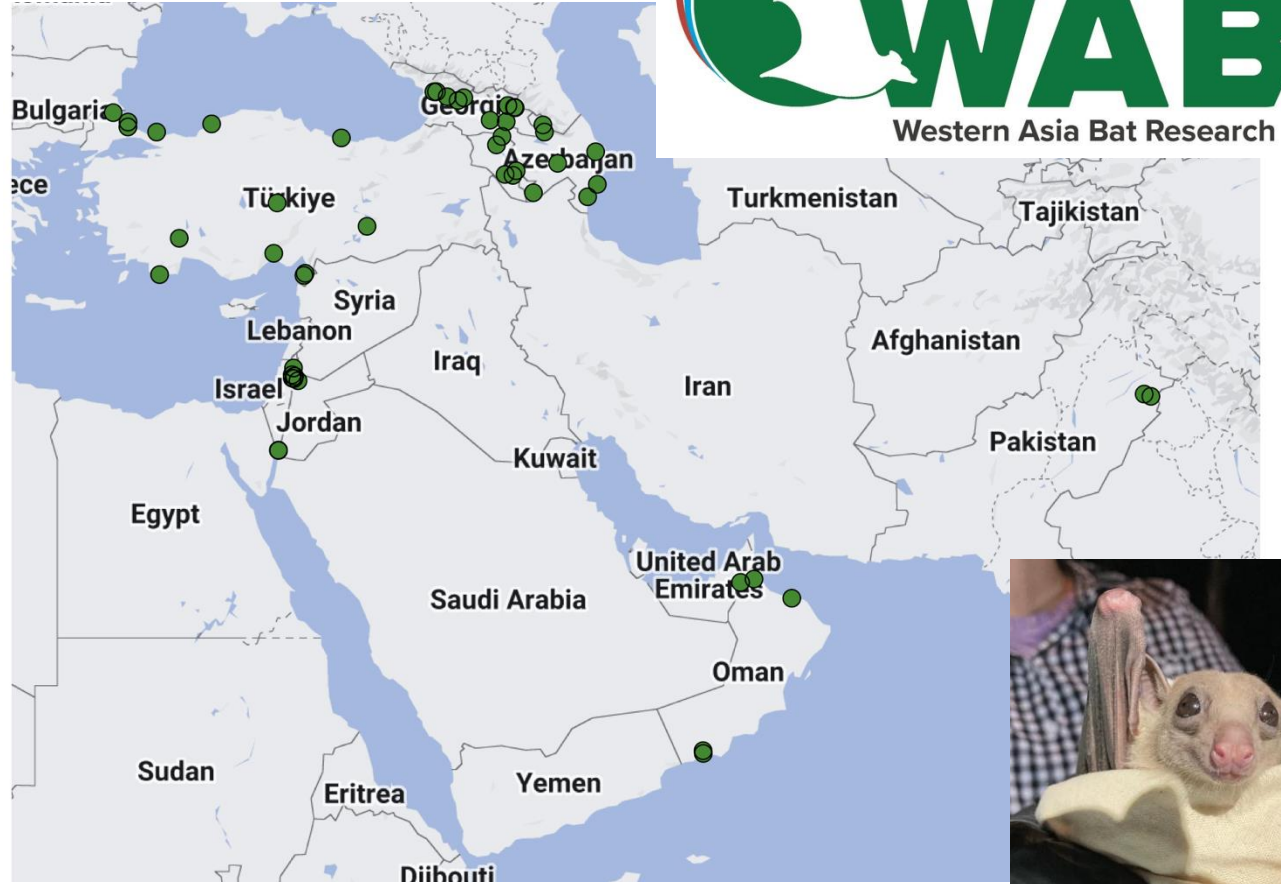 WAB
Western Asia Bat Research
Bulgaria
Georgi
ece
Türkiye
Azerbaijan
Turkmenistan
Tajikistan
Syria
Lebanon
Iraq
Afghanistan
Israel
Iran
Jordan
Pakistan
Kuwait
Egypt
United Arab
Emirates
Saudi Arabia
Oman
Sudan
Yemen
Eritrea
Djibouti